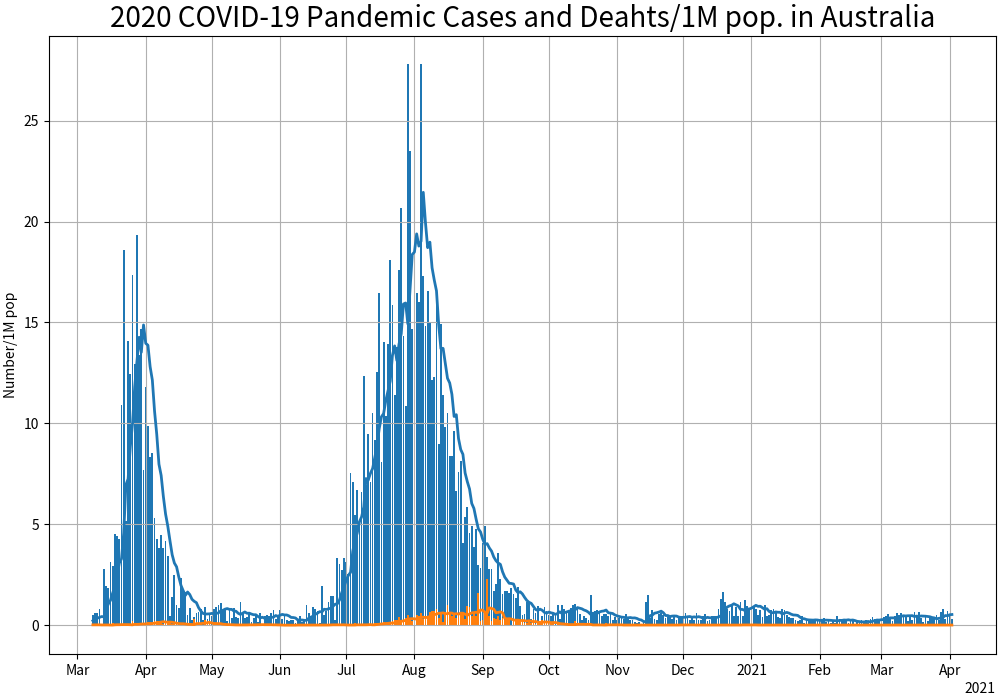 2020 COVID-19 Pandemic Cases and Deahts/1M pop. in Australia
Number/1M pop
25
20
15
10
5
0
Mar Apr May Jun Jul Aug Sep Oct Nov Dec 2021 Feb Mar Apr
2021